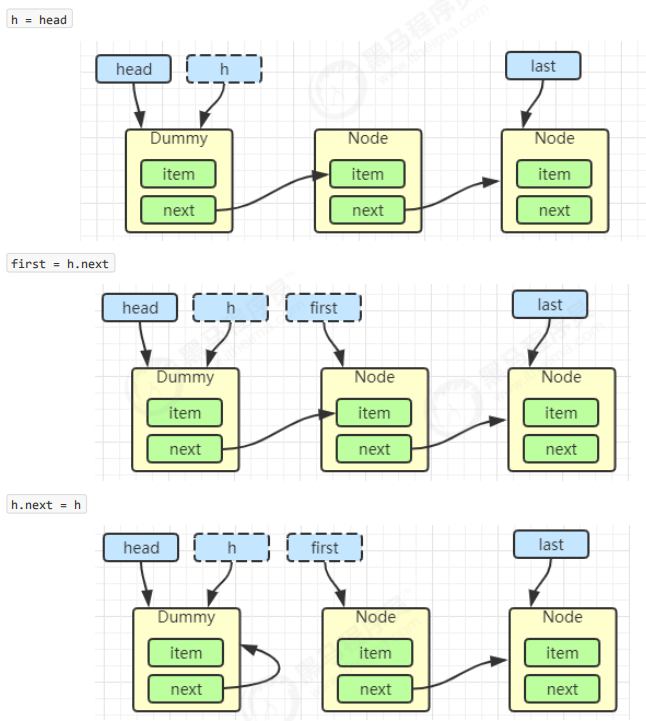 h = head
head h last
Dummy Node Node
item item item
next next next
first = h.next
head h first last
Dummy Node Node
item item item
next next next
h.next = h
head h first last
Dummy Node Node
item item item
next next next